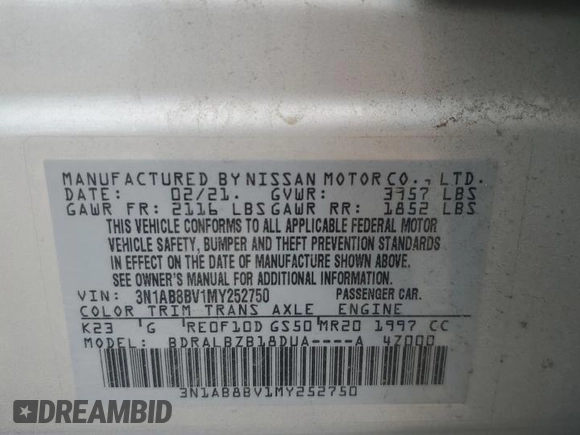 MANUFACTURED BY NISSAN MOTOR CO., LTD.
DATE: 02/21. GVWR: 3957 LBS
GAWR FR: 2116 LBS GAWR RR: 1852 LBS
THIS VEHICLE CONFORMS TO ALL APPLICABLE FEDERAL MOTOR
VEHICLE SAFETY, BUMPER AND THEFT PREVENTION STANDARDS
IN EFFECT ON THE DATE OF MANUFACTURE SHOWN ABOVE.
SEE OWNER'S MANUAL FOR ADDITIONAL INFORMATION.
VIN: 3N1AB8BV1MY252750 PASSENGER CAR.
COLOR TRIM TRANS AXLE ENGINE
K23 'G 'RE0F10D GS50'MR20 1997 CC
MODEL: BDRALBZB18DUA----A 4Z000
3N1AB8BV1MY252750
DREAMBID